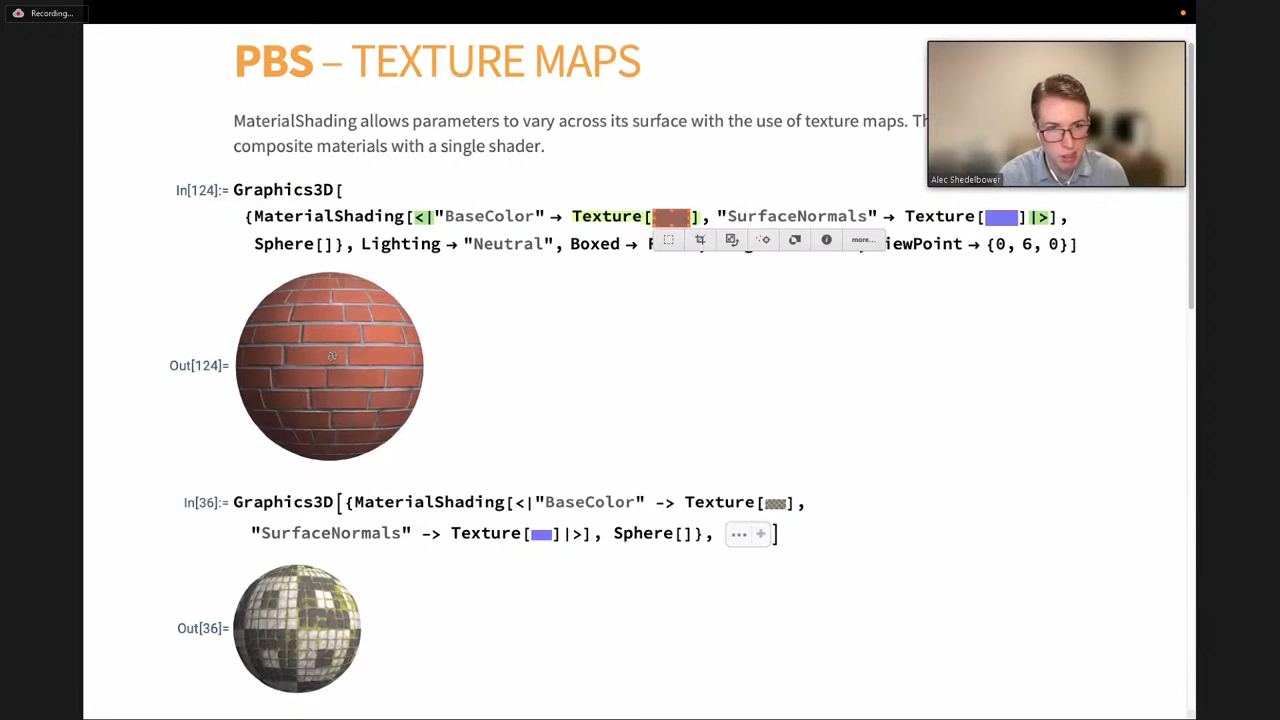 Recording...
PBS – TEXTURE MAPS
MaterialShading allows parameters to vary across its surface with the use of texture maps.
composite materials with a single shader.
Alec Shedelbower
In[124]:= Graphics3D[
{MaterialShading[<|"BaseColor" → Texture[ ], "SurfaceNormals" → Texture[ ]|>],
Sphere[]}, Lighting → "Neutral", Boxed → {0, 6, 0}]
more...
Out[124]=
In[36]:= Graphics3D[{MaterialShading[<|"BaseColor" -> Texture[ ],
"SurfaceNormals" -> Texture[ ]|>], Sphere[]}, ... + ]
Out[36]=